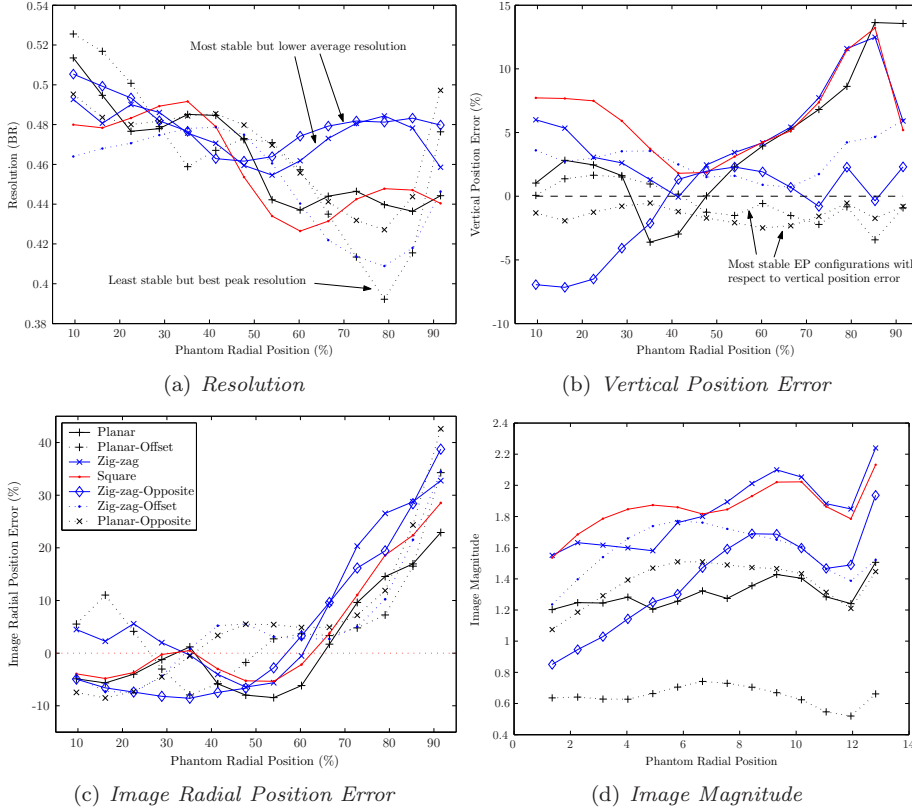 0.54
0.52
0.5
0.48
0.46
0.44
0.42
0.4
0.38
Resolution (BR)
Most stable but lower average resolution
Least stable but best peak resolution
10 20 30 40 50 60 70 80 90
Phantom Radial Position (%)
(a) Resolution
15
10
5
0
-5
-10
Vertical Position Error (%)
Most stable EP configurations with
respect to vertical position error
10 20 30 40 50 60 70 80 90
Phantom Radial Position (%)
(b) Vertical Position Error
40
30
20
10
0
-10
Image Radial Position Error (%)
Planar
Planar-Offset
Zig-zag
Square
Zig-zag-Opposite
Zig-zag-Offset
Planar-Opposite
10 20 30 40 50 60 70 80 90
Phantom Radial Position (%)
(c) Image Radial Position Error
2.4
2.2
2
1.8
1.6
1.4
1.2
1
0.8
0.6
0.4
Image Magnitude
0 2 4 6 8 10 12 14
Phantom Radial Position
(d) Image Magnitude